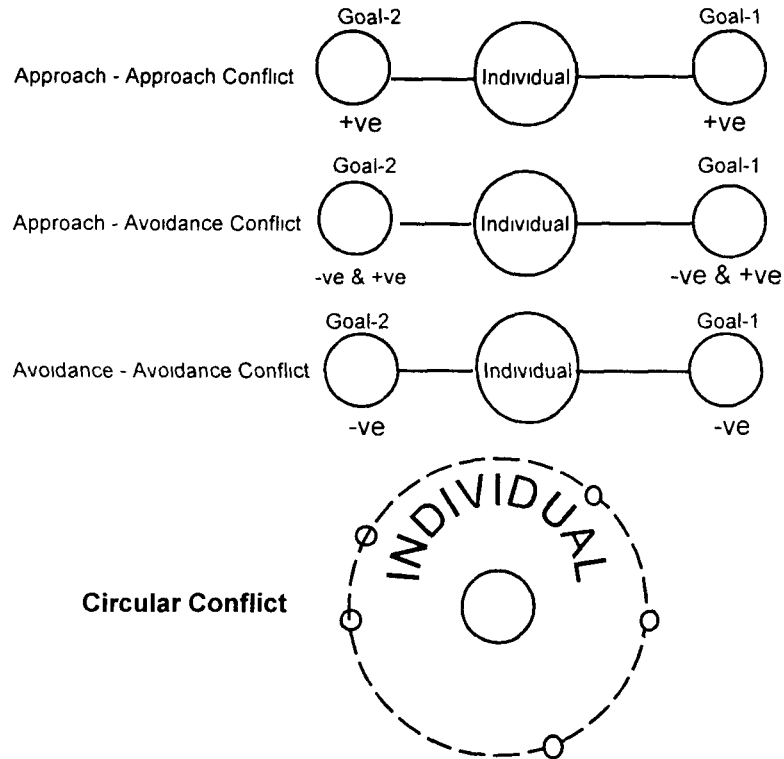 Goal-2 Goal-1
Approach - Approach Conflict Individual
+ve +ve
Goal-2 Goal-1
Approach - Avoidance Conflict Individual
-ve & +ve -ve & +ve
Goal-2 Goal-1
Avoidance - Avoidance Conflict Individual
-ve -ve
INDIVIDUAL
Circular Conflict